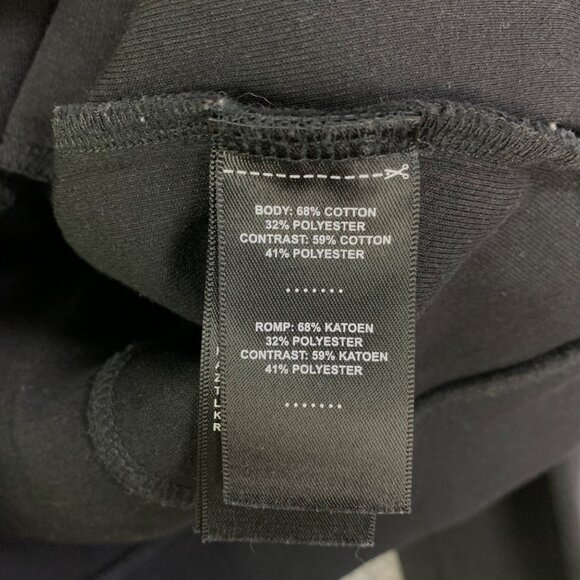 BODY: 68% COTTON
32% POLYESTER
CONTRAST: 59% COTTON
41% POLYESTER
.......
ROMP: 68% KATOEN
32% POLYESTER
CONTRAST: 59% KATOEN
41% POLYESTER
.......